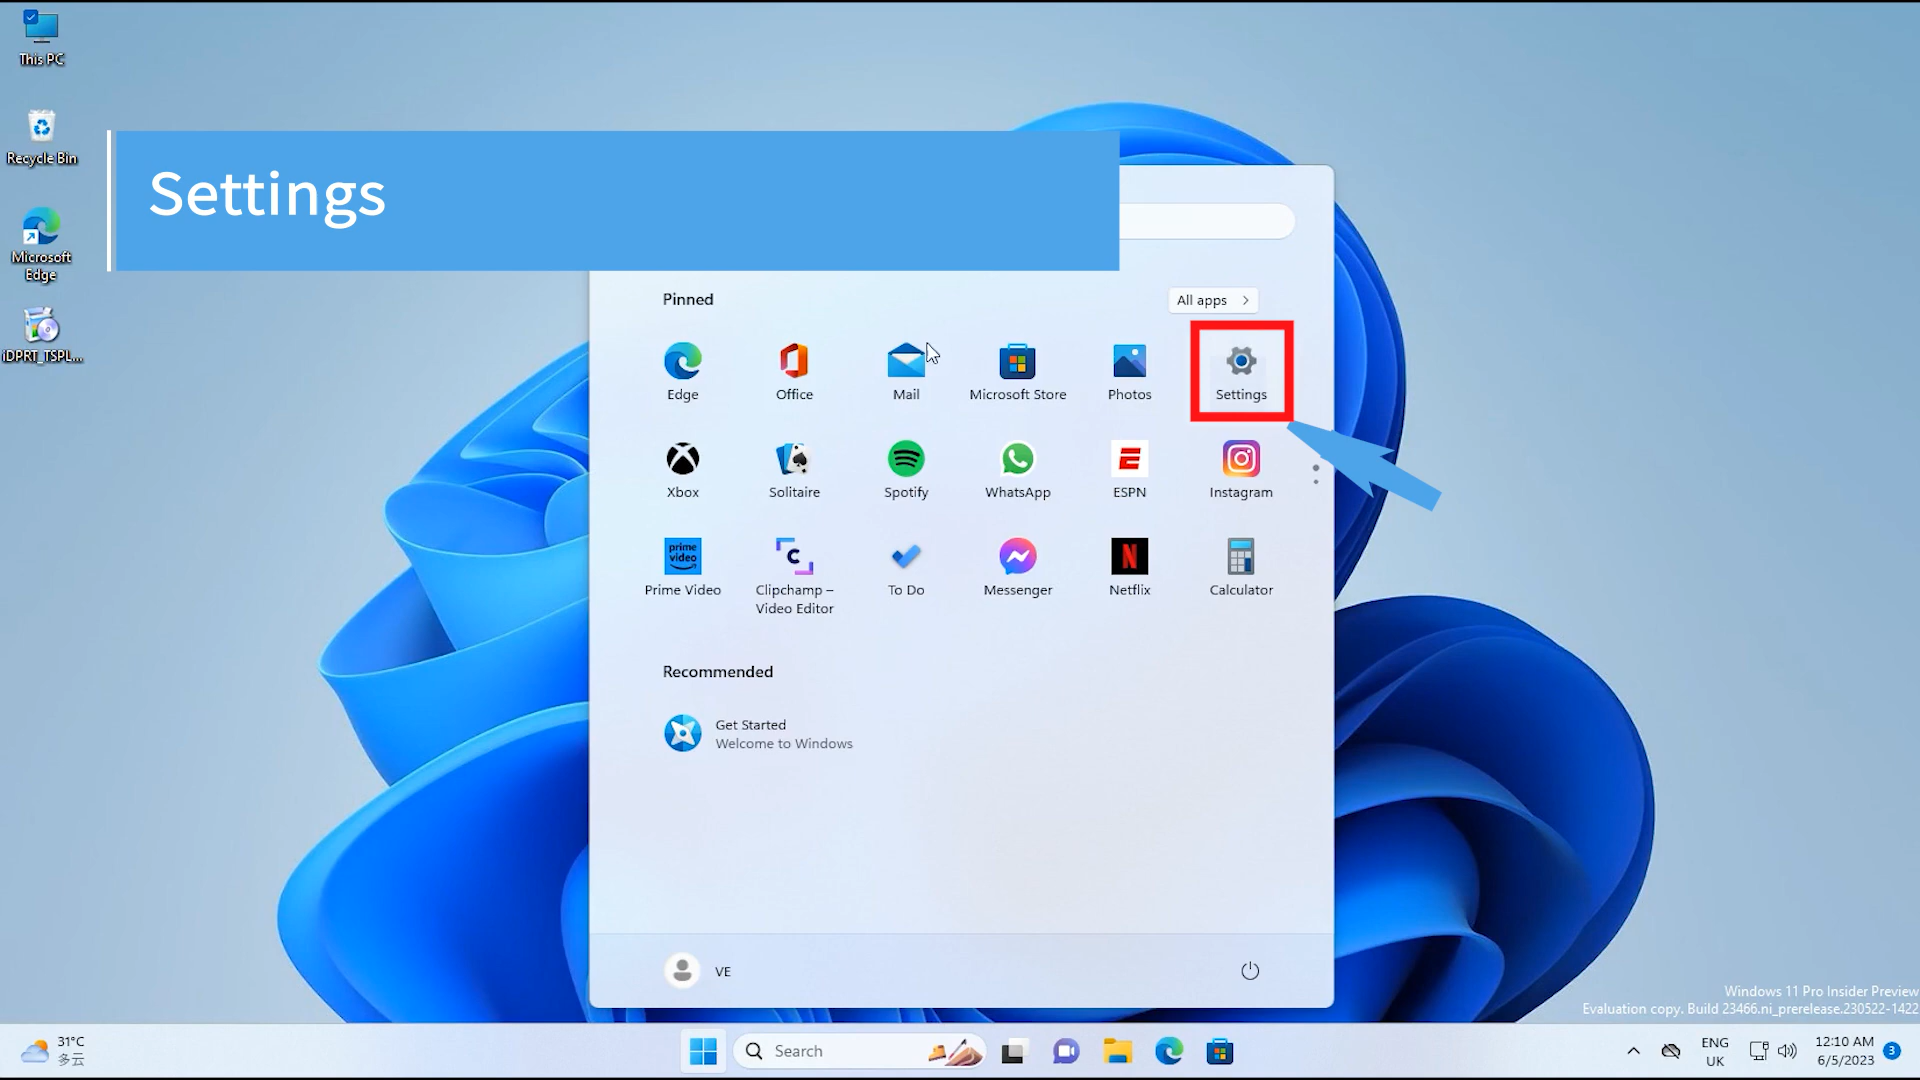 This PC
Recycle Bin
Microsoft
Edge
iDPRT_TSPL...
Settings
Pinned
All apps
Edge
Office
Mail
Microsoft Store
Photos
Settings
Xbox
Solitaire
Spotify
WhatsApp
ESPN
Instagram
prime
video
Prime Video
Clipchamp –
Video Editor
To Do
Messenger
Netflix
Calculator
Recommended
Get Started
Welcome to Windows
VE
Windows 11 Pro Insider Preview
Evaluation copy. Build 23466.ni_prerelease.230522-1422
31°C
多云
Search
ENG
UK
12:10 AM
6/5/2023
3